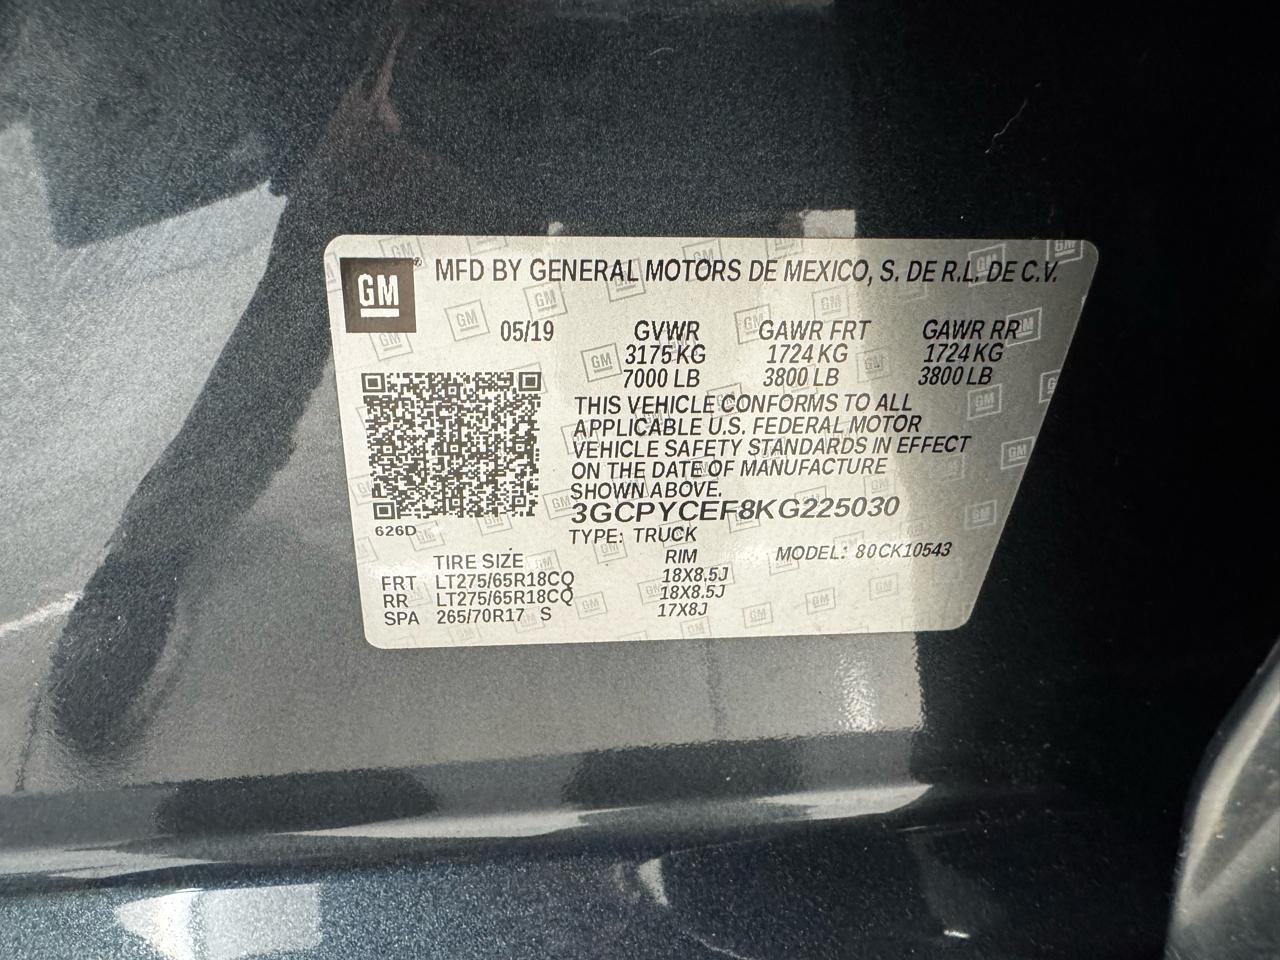 GM MFD BY GENERAL MOTORS DE MEXICO, S. DE R.L. DE C.V.
05/19 GVWR GAWR FRT GAWR RR
3175 KG 1724 KG 1724 KG
7000 LB 3800 LB 3800 LB
THIS VEHICLE CONFORMS TO ALL
APPLICABLE U.S. FEDERAL MOTOR
VEHICLE SAFETY STANDARDS IN EFFECT
ON THE DATE OF MANUFACTURE
SHOWN ABOVE.
3GCPYCEF8KG225030
626D
TYPE: TRUCK
MODEL: 80CK10543
TIRE SIZE RIM
FRT LT275/65R18CQ 18X8.5J
RR LT275/65R18CQ 18X8.5J
SPA 265/70R17 S 17X8J